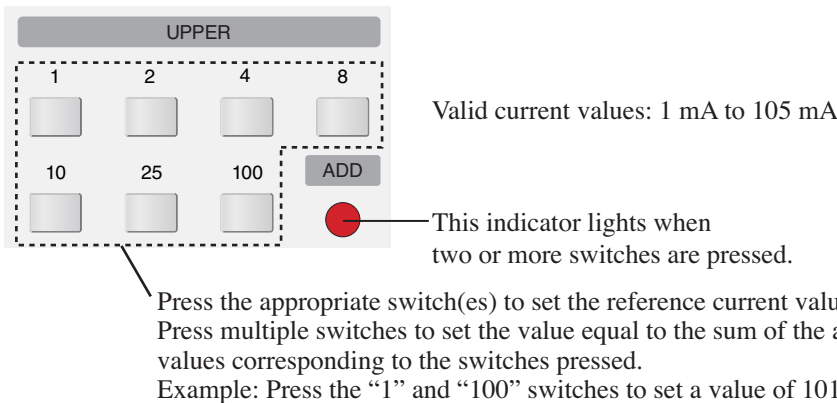 UPPER
1 2 4 8
Valid current values: 1 mA to 105 mA
10 25 100 ADD
This indicator lights when
two or more switches are pressed.
Press the appropriate switch(es) to set the reference current
Press multiple switches to set the value equal to the sum of the
values corresponding to the switches pressed.
Example: Press the “1” and “100” switches to set a value of 101